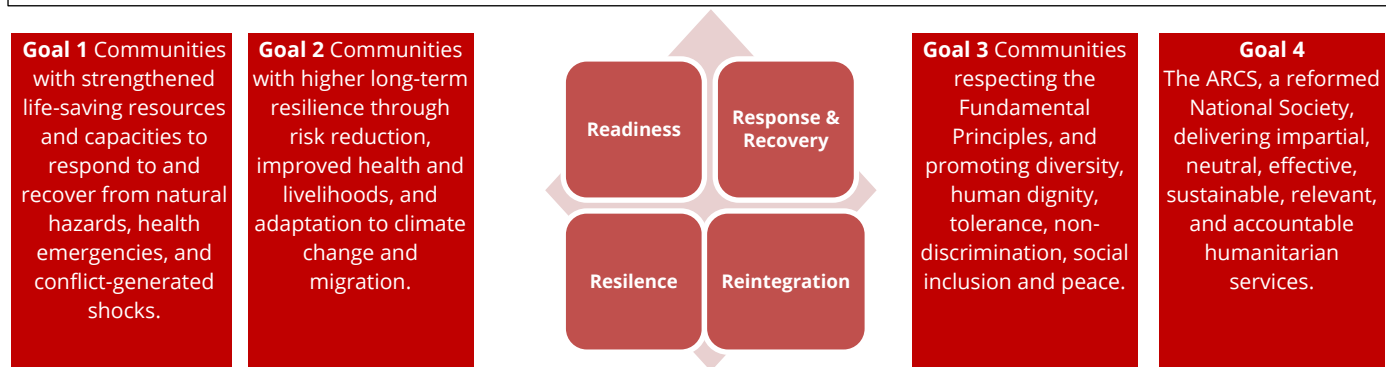 Goal 1 Communities
with strengthened
life-saving resources
and capacities to
respond to and
recover from natural
hazards, health
emergencies, and
conflict-generated
shocks.
Goal 2 Communities
with higher long-term
resilience through
risk reduction,
improved health and
livelihoods, and
adaptation to climate
change and
migration.
Readiness
Response &
Recovery
Resilence
Reintegration
Goal 3 Communities
respecting the
Fundamental
Principles, and
promoting diversity,
human dignity,
tolerance, non-
discrimination, social
inclusion and peace.
Goal 4
The ARCS, a reformed
National Society,
delivering impartial,
neutral, effective,
sustainable, relevant,
and accountable
humanitarian
services.